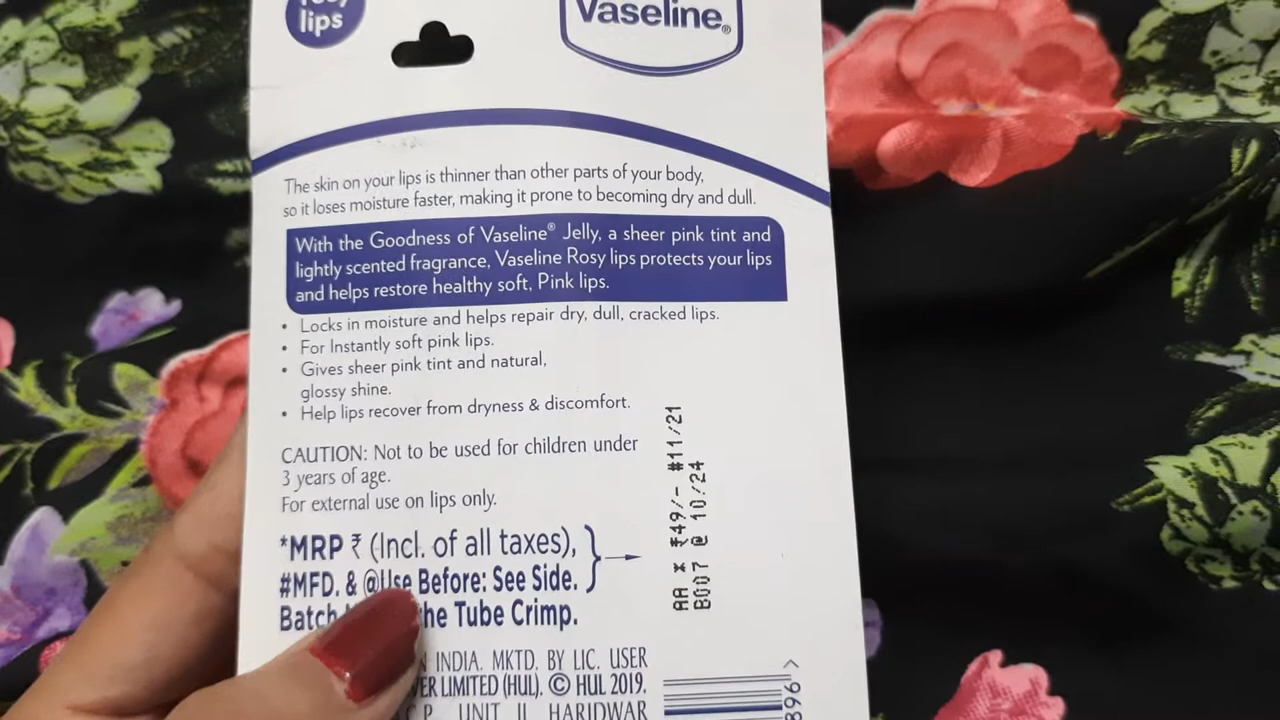 lips
Vaseline®
The skin on your lips is thinner than other parts of your body,
so it loses moisture faster, making it prone to becoming dry and dull.
With the Goodness of Vaseline® Jelly, a sheer pink tint and
lightly scented fragrance, Vaseline Rosy lips protects your lips
and helps restore healthy soft, Pink lips.
• Locks in moisture and helps repair dry, dull, cracked lips.
• For Instantly soft pink lips.
• Gives sheer pink tint and natural,
glossy shine.
• Help lips recover from dryness & discomfort.
CAUTION: Not to be used for children under
3 years of age.
For external use on lips only.
*MRP ₹ (Incl. of all taxes),
#MFD. & @Use Before: See Side.
Batch the Tube Crimp.
AA * ₹49/- #11/21
B007 @ 10/24
INDIA. MKTD. BY LIC. USER
LIMITED (HUL). © HUL 2019.
UNIT II, HARIDWAR
896 >